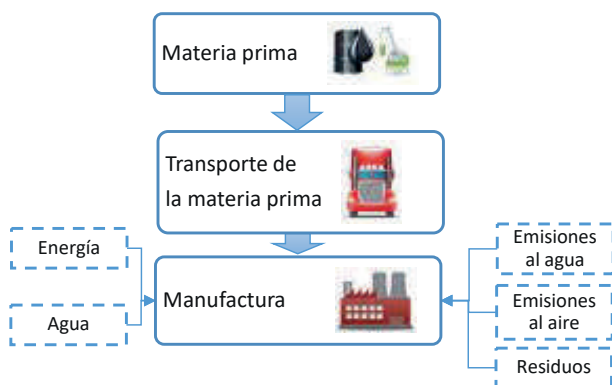 Materia prima
Transporte de
la materia prima
Energía
Agua
Manufactura
Emisiones
al agua
Emisiones
al aire
Residuos